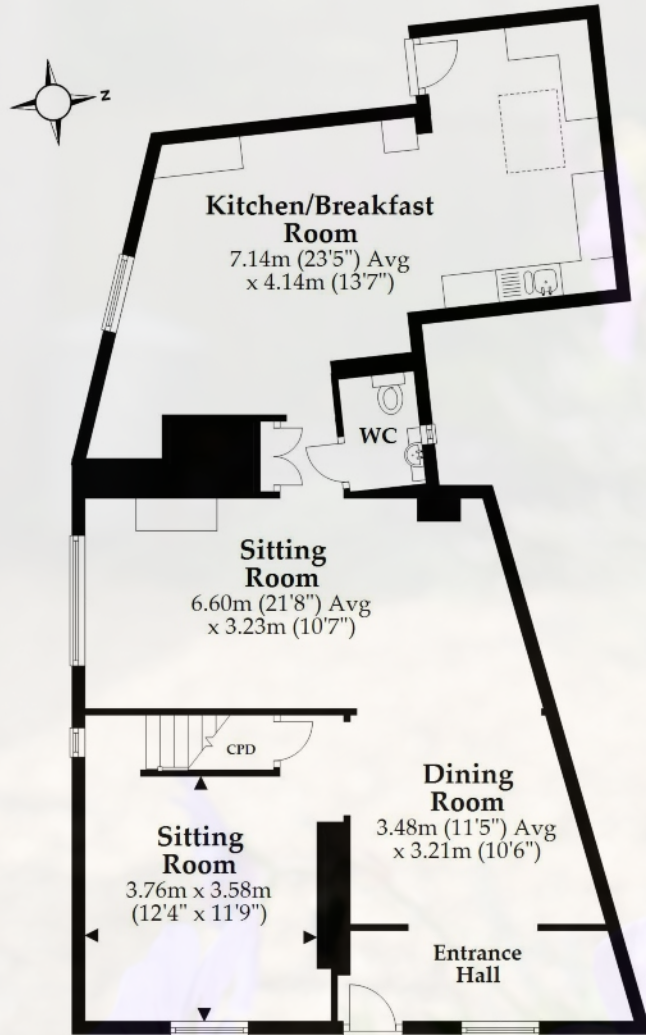 N
Kitchen/Breakfast
Room
7.14m (23'5") Avg
x 4.14m (13'7")
WC
Sitting
Room
6.60m (21'8") Avg
x 3.23m (10'7")
CPD
Dining
Room
3.48m (11'5") Avg
x 3.21m (10'6")
Sitting
Room
3.76m x 3.58m
(12'4" x 11'9")
Entrance
Hall